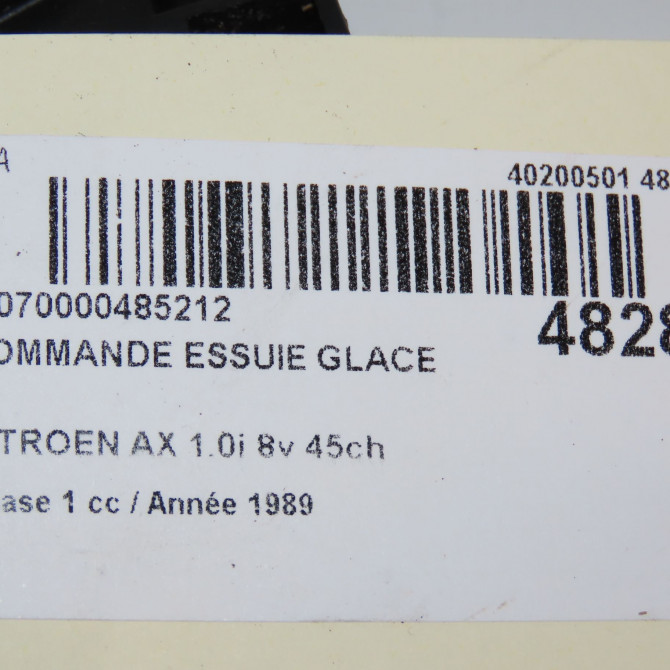 A
40200501 48
070000485212
4828
OMMANDE ESSUIE GLACE
TROEN AX 1.0i 8v 45ch
ase 1 cc / Année 1989